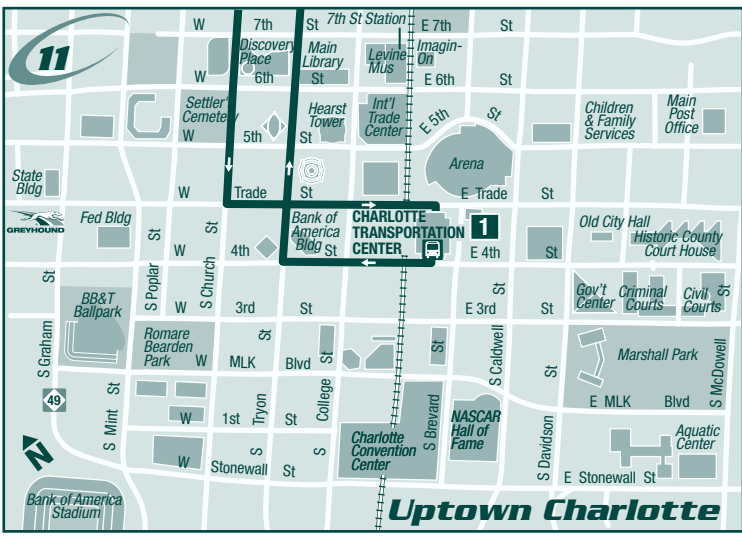 11
W 7th St
7th St Station
E 7th St
Discovery
Place
Main
Library
Levine
Mus
Imagin-
On
W 6th St
E 6th St
Settler's
Cemetery
Hearst
Tower
Int'l
Trade
Center
E 5th St
Children
& Family
Services
Main
Post
Office
W 5th St
Arena
State
Bldg
W Trade St
E Trade St
GREYHOUND
Fed Bldg
Bank of
America
Bldg
CHARLOTTE
TRANSPORTATION
CENTER
1
Old City Hall
Historic County
Court House
W 4th St
E 4th St
S Poplar St
S Church St
BB&T
Ballpark
W 3rd St
E 3rd St
Gov't
Center
Criminal
Courts
Civil
Courts
S Graham St
Romare
Bearden
Park
W MLK Blvd
Marshall Park
S Caldwell St
S McDowell St
49
S Mint St
W 1st St
S Tryon St
S College St
S Brevard St
E MLK Blvd
NASCAR
Hall of
Fame
Charlotte
Convention
Center
S Davidson St
Aquatic
Center
N
W Stonewall St
E Stonewall St
Bank of America
Stadium
Uptown Charlotte